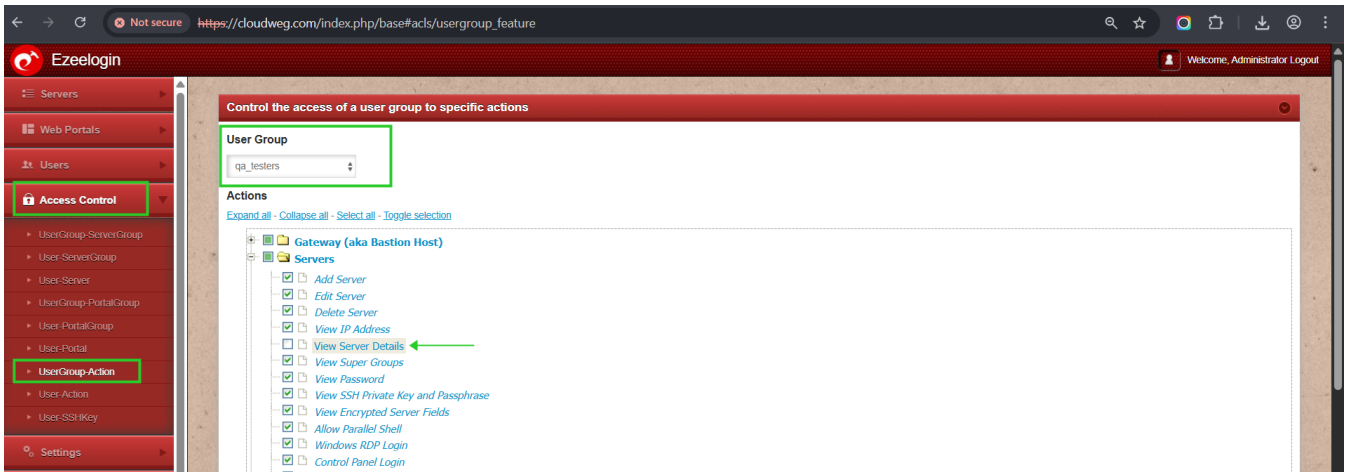 Not secure https://cloudweg.com/index.php/base#acls/usergroup_feature
Ezeelogin
Welcome, Administrator Logout
Servers
Web Portals
Users
Access Control
UserGroup-ServerGroup
User-ServerGroup
User-Server
UserGroup-PortalGroup
User-PortalGroup
User-Portal
UserGroup-Action
User-Action
User-SSHKey
Settings
Control the access of a user group to specific actions
User Group
qa_testers
Actions
Expand all - Collapse all - Select all - Toggle selection
Gateway (aka Bastion Host)
Servers
Add Server
Edit Server
Delete Server
View IP Address
View Server Details
View Super Groups
View Password
View SSH Private Key and Passphrase
View Encrypted Server Fields
Allow Parallel Shell
Windows RDP Login
Control Panel Login